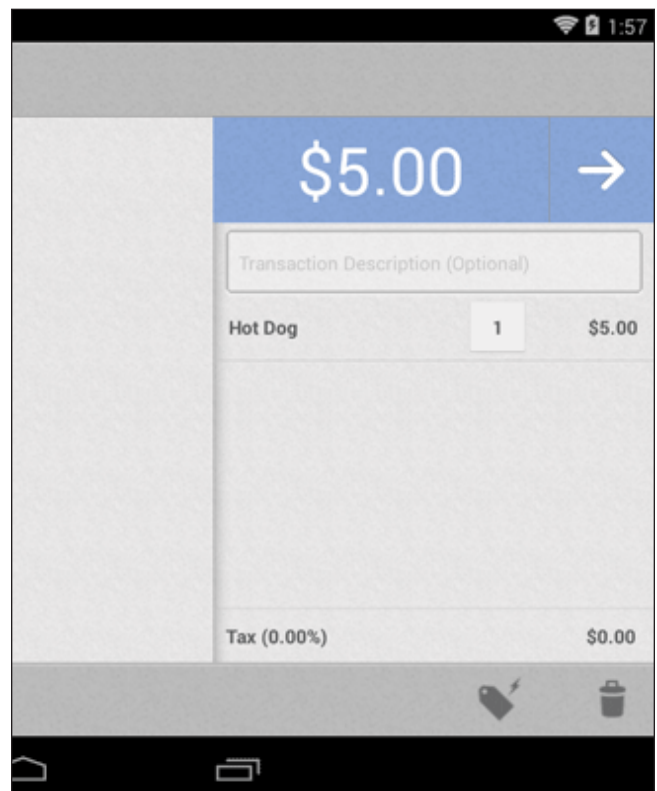 1:57
$5.00
Transaction Description (Optional)
Hot Dog 1 $5.00
Tax (0.00%) $0.00